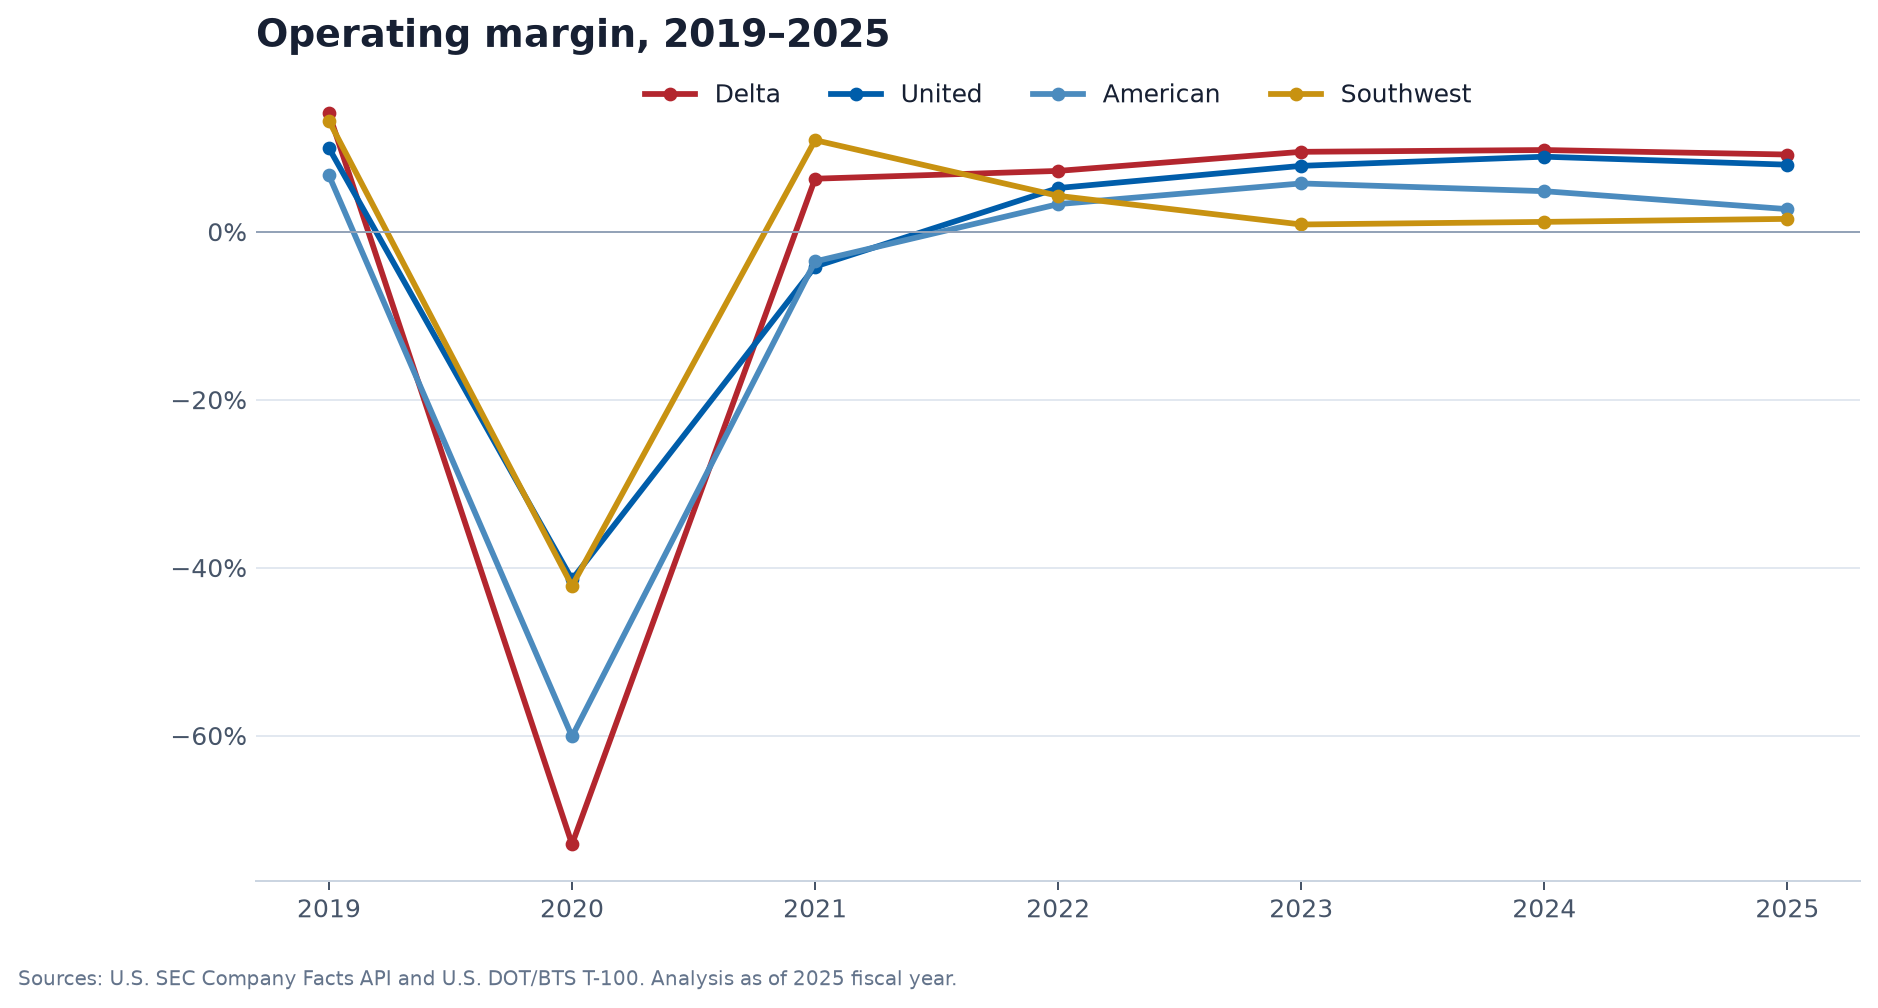 Operating margin, 2019–2025
Delta United American Southwest
0%
−20%
−40%
−60%
2019 2020 2021 2022 2023 2024 2025
Sources: U.S. SEC Company Facts API and U.S. DOT/BTS T-100. Analysis as of 2025 fiscal year.